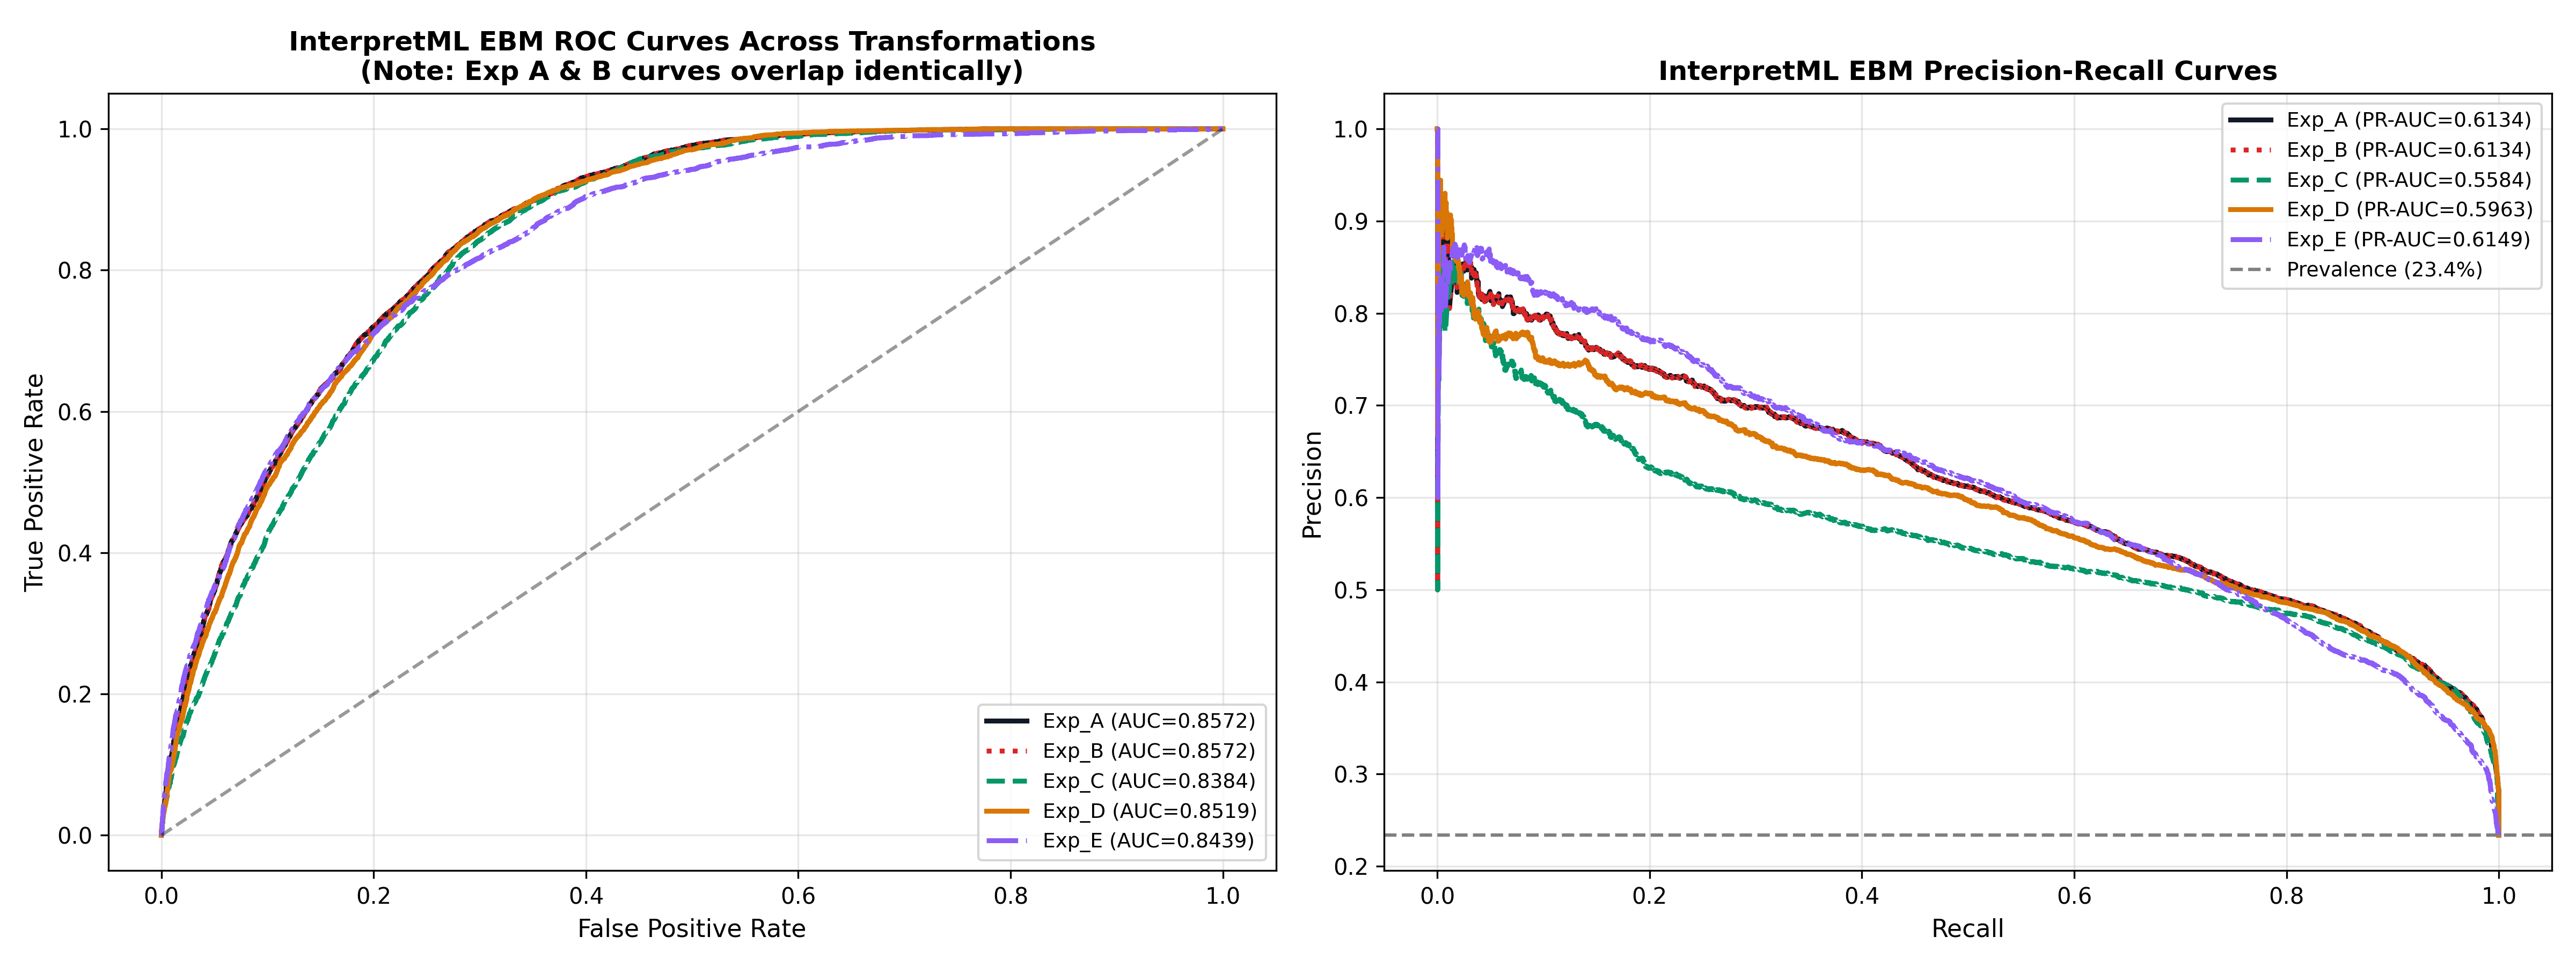 InterpretML EBM ROC Curves Across Transformations
(Note: Exp A & B curves overlap identically)
True Positive Rate
1.0
0.8
0.6
0.4
0.2
0.0
Exp_A (AUC=0.8572)
Exp_B (AUC=0.8572)
Exp_C (AUC=0.8384)
Exp_D (AUC=0.8519)
Exp_E (AUC=0.8439)
0.0 0.2 0.4 0.6 0.8 1.0
False Positive Rate
InterpretML EBM Precision-Recall Curves
Precision
1.0
0.9
0.8
0.7
0.6
0.5
0.4
0.3
0.2
Exp_A (PR-AUC=0.6134)
Exp_B (PR-AUC=0.6134)
Exp_C (PR-AUC=0.5584)
Exp_D (PR-AUC=0.5963)
Exp_E (PR-AUC=0.6149)
Prevalence (23.4%)
0.0 0.2 0.4 0.6 0.8 1.0
Recall